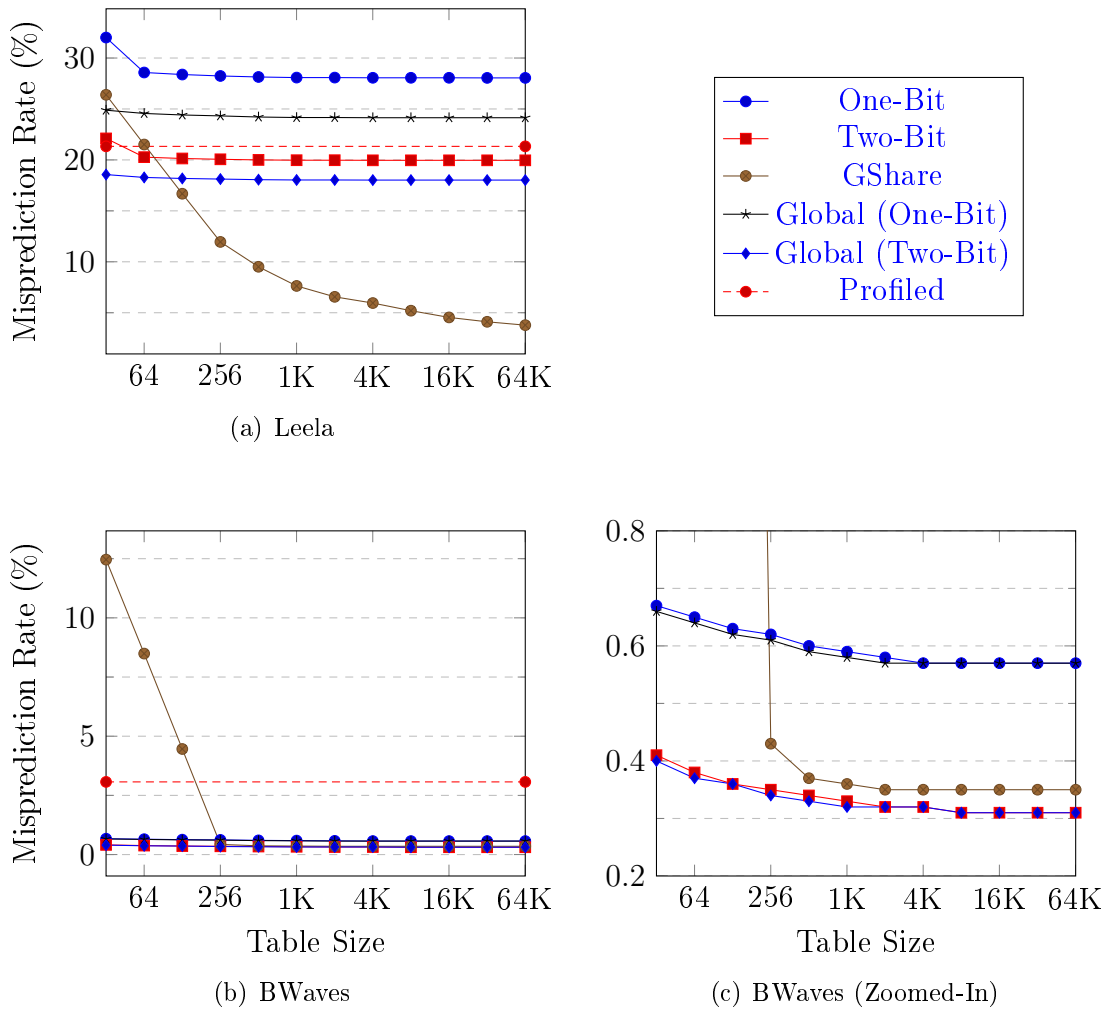 Misprediction Rate (%)
30
20
10
64 256 1K 4K 16K 64K
(a) Leela
One-Bit
Two-Bit
GShare
Global (One-Bit)
Global (Two-Bit)
Profiled
Misprediction Rate (%)
10
5
0
64 256 1K 4K 16K 64K
Table Size
(b) BWaves
0.8
0.6
0.4
0.2
64 256 1K 4K 16K 64K
Table Size
(c) BWaves (Zoomed-In)